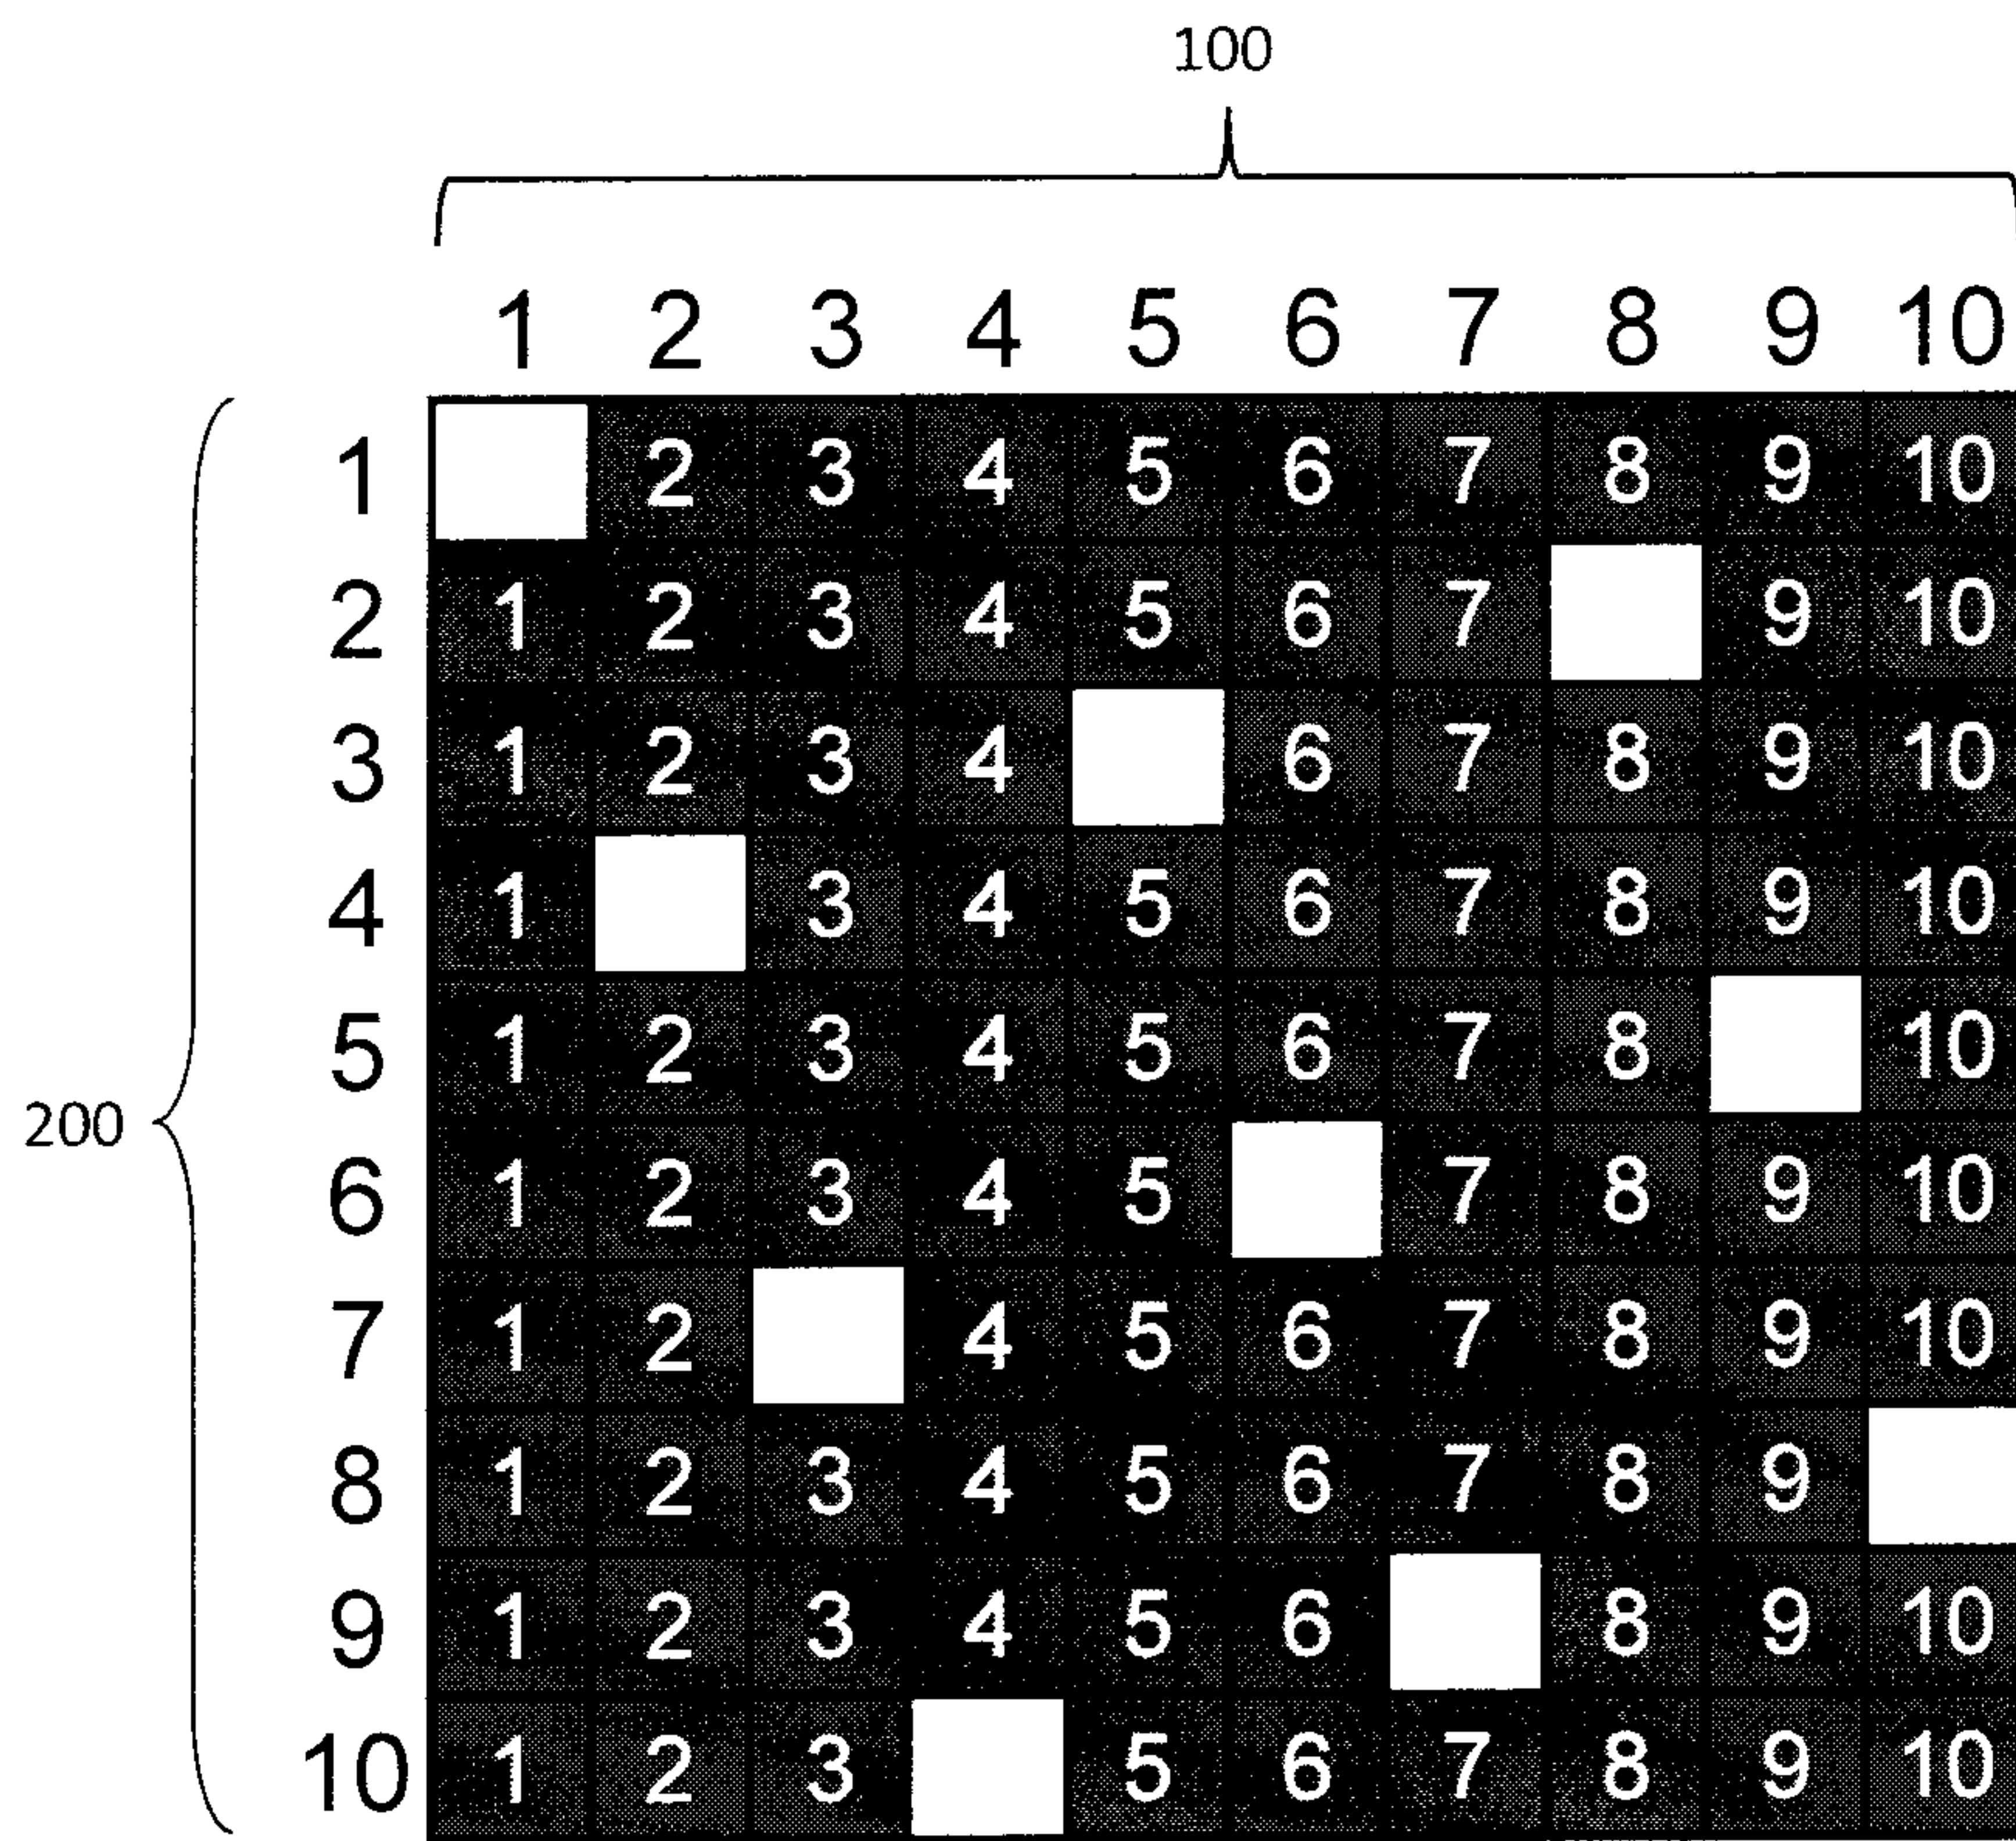 100
1 2 3 4 5 6 7 8 9 10
1 2 3 4 5 6 7 8 9 10
2 1 2 3 4 5 6 7 9 10
3 1 2 3 4 6 7 8 9 10
4 1 3 4 5 6 7 8 9 10
5 1 2 3 4 5 6 7 8 10
200
6 1 2 3 4 5 7 8 9 10
7 1 2 4 5 6 7 8 9 10
8 1 2 3 4 5 6 7 8 9
9 1 2 3 4 5 6 8 9 10
10 1 2 3 5 6 7 8 9 10